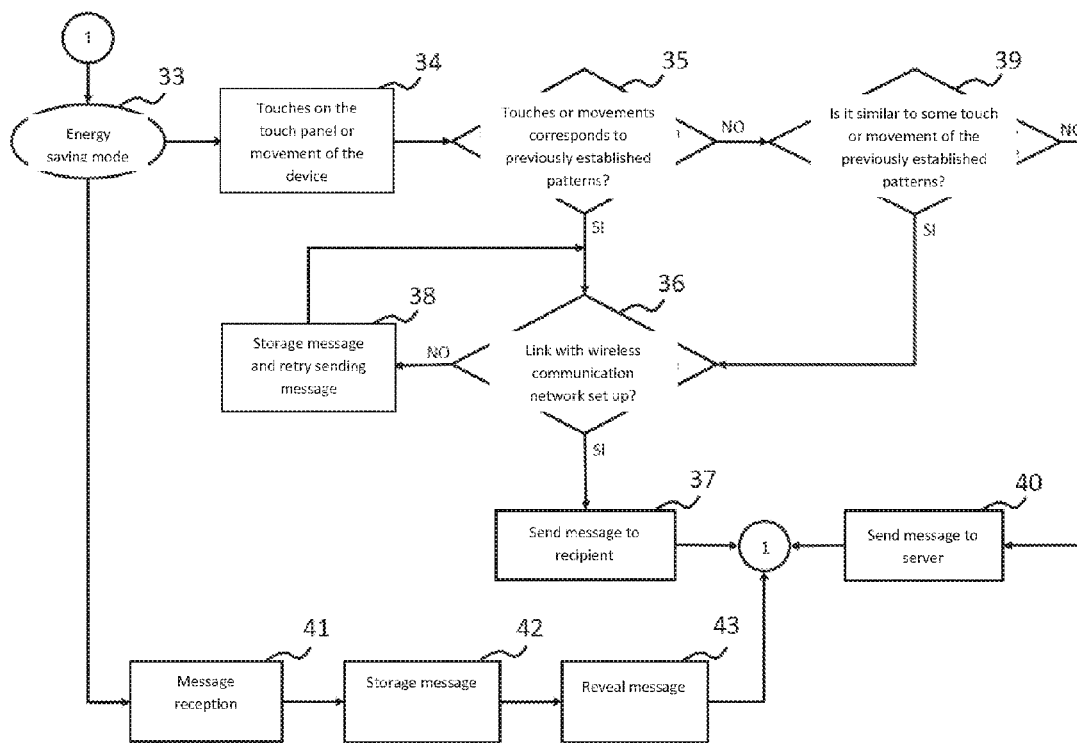 1
33
Energy
saving mode
34
Touches on the
touch panel or
movement of the
device
35
Touches or movements
corresponds to
previously established
patterns?
NO
39
Is it similar to some touch
or movement of the
previously established
patterns?
NO
SI
SI
38
Storage message
and retry sending
message
NO
36
Link with wireless
communication
network set up?
SI
37
Send message to
recipient
1
40
Send message to
server
41
Message
reception
42
Storage message
43
Reveal message